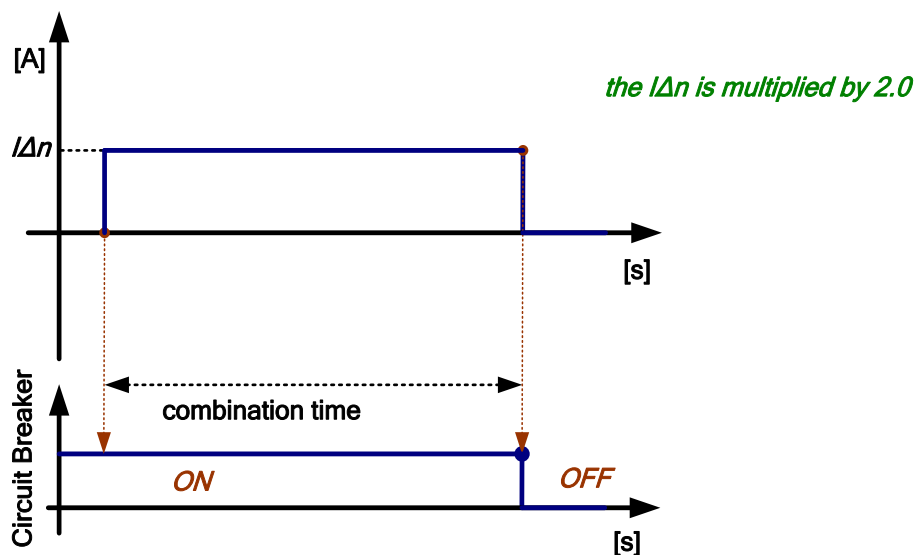 [A]
the IΔn is multiplied by 2.0
IΔn
[s]
combination time
Circuit Breaker
ON
OFF
[s]